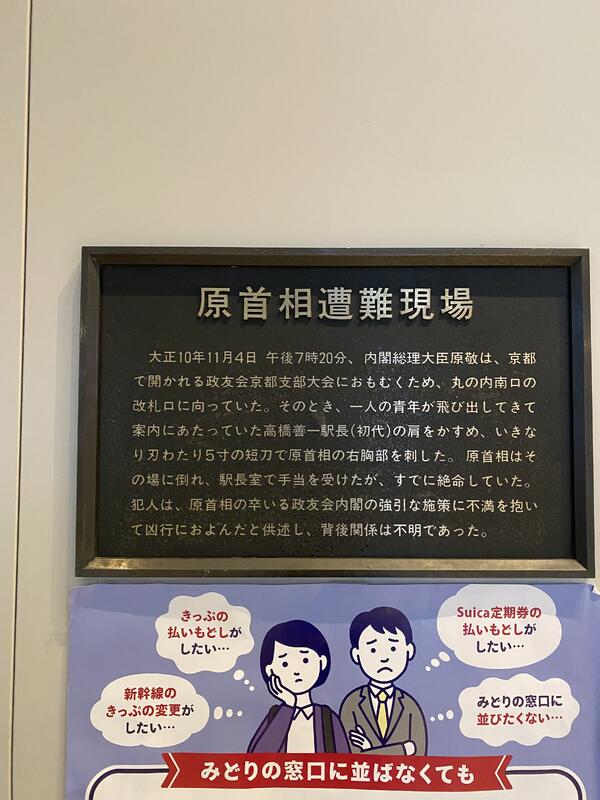 原首相遭難現場
大正10年11月4日 午後7時20分、内閣総理大臣原敬は、京都
で開かれる政友会京都支部大会におもむくため、丸の内南口の
改札口に向っていた。そのとき、一人の青年が飛び出してきて
案内にあたっていた高橋善一駅長(初代)の肩をかすめ、いきな
り刃わたり5寸の短刀で原首相の右胸部を刺した。原首相はそ
の場に倒れ、駅長室で手当を受けたが、すでに絶命していた。
犯人は、原首相の卒いる政友会内閣の強引な施策に不満を抱い
て凶行におよんだと供述し、背後関係は不明であった。
きっぷの
払いもどしが
したい…
Suica定期券の
払いもどしが
したい…
新幹線の
きっぷの変更が
したい…
みどりの窓口に
並びたくない…
みどりの窓口に並ばなくても